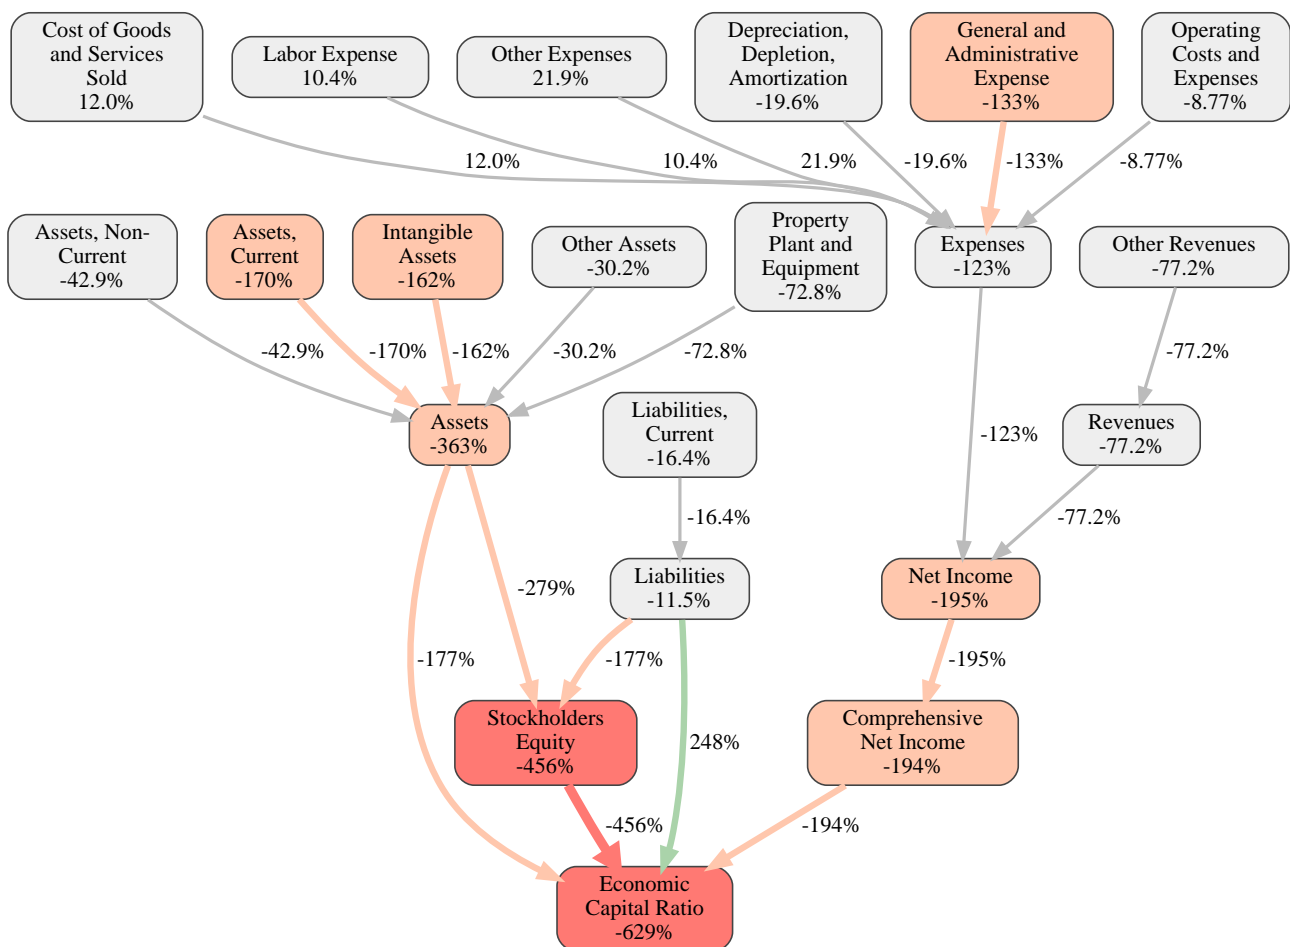 Cost of Goods
and Services
Sold
12.0%
Labor Expense
10.4%
Other Expenses
21.9%
Depreciation,
Depletion,
Amortization
-19.6%
General and
Administrative
Expense
-133%
Operating
Costs and
Expenses
-8.77%
12.0%
10.4%
21.9%
-19.6%
-133%
-8.77%
Assets, Non-
Current
-42.9%
Assets,
Current
-170%
Intangible
Assets
-162%
Other Assets
-30.2%
Property
Plant and
Equipment
-72.8%
Expenses
-123%
Other Revenues
-77.2%
-42.9%
-170%
-162%
-30.2%
-72.8%
-77.2%
Assets
-363%
Liabilities,
Current
-16.4%
-123%
Revenues
-77.2%
-16.4%
-77.2%
-279%
Liabilities
-11.5%
Net Income
-195%
-177%
-177%
-195%
Stockholders
Equity
-456%
248%
Comprehensive
Net Income
-194%
-456%
-194%
Economic
Capital Ratio
-629%